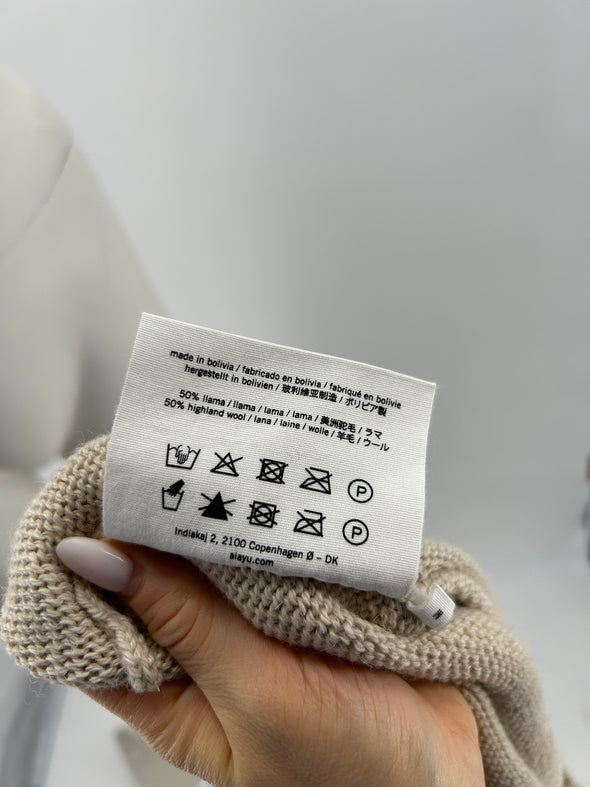 made in bolivia / fabricado en bolivia / fabriqué en bolivie
hergestellt in bolivien / 玻利维亚制造 / ボリビア製
50% llama / llama / lama / lama / 美洲鸵毛 / ラマ
50% highland wool / lana / laine / wolle / 羊毛 / ウール
P
P
Indiakaj 2, 2100 Copenhagen Ø – DK
aiayu.com